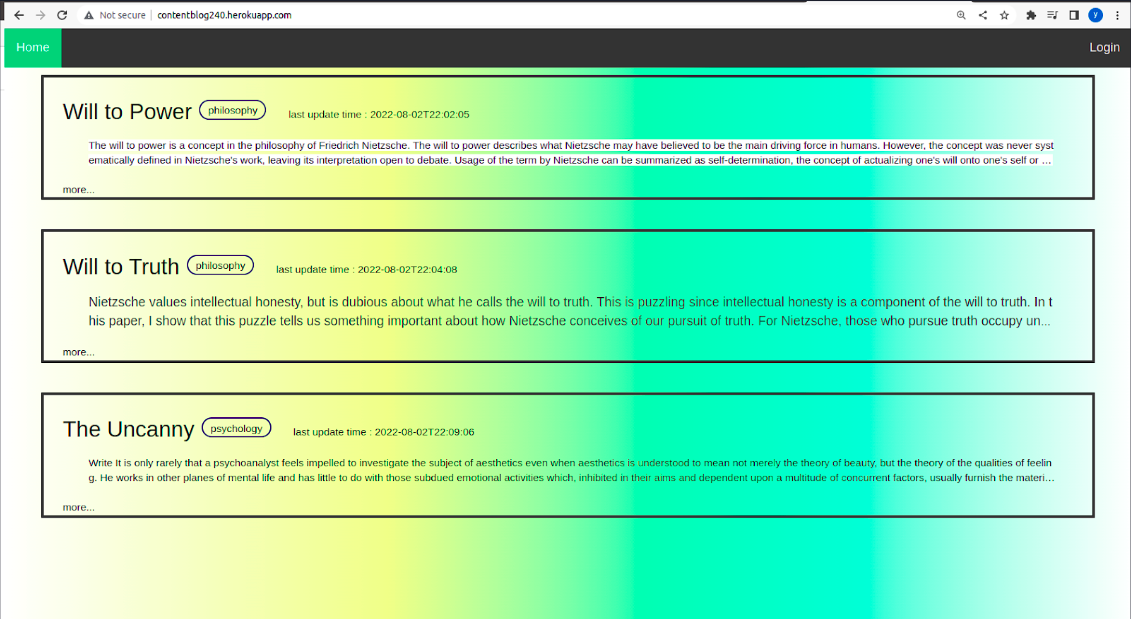 Not secure | contentblog240.herokuapp.com
y
Home
Login
Will to Power philosophy last update time : 2022-08-02T22:02:05
The will to power is a concept in the philosophy of Friedrich Nietzsche. The will to power describes what Nietzsche may have believed to be the main driving force in humans. However, the concept was never syst
ematically defined in Nietzsche's work, leaving its interpretation open to debate. Usage of the term by Nietzsche can be summarized as self-determination, the concept of actualizing one's will onto one's self or ...
more...
Will to Truth philosophy last update time : 2022-08-02T22:04:08
Nietzsche values intellectual honesty, but is dubious about what he calls the will to truth. This is puzzling since intellectual honesty is a component of the will to truth. In t
his paper, I show that this puzzle tells us something important about how Nietzsche conceives of our pursuit of truth. For Nietzsche, those who pursue truth occupy un...
more...
The Uncanny psychology last update time : 2022-08-02T22:09:06
Write It is only rarely that a psychoanalyst feels impelled to investigate the subject of aesthetics even when aesthetics is understood to mean not merely the theory of beauty, but the theory of the qualities of feelin
g. He works in other planes of mental life and has little to do with those subdued emotional activities which, inhibited in their aims and dependent upon a multitude of concurrent factors, usually furnish the materi...
more...